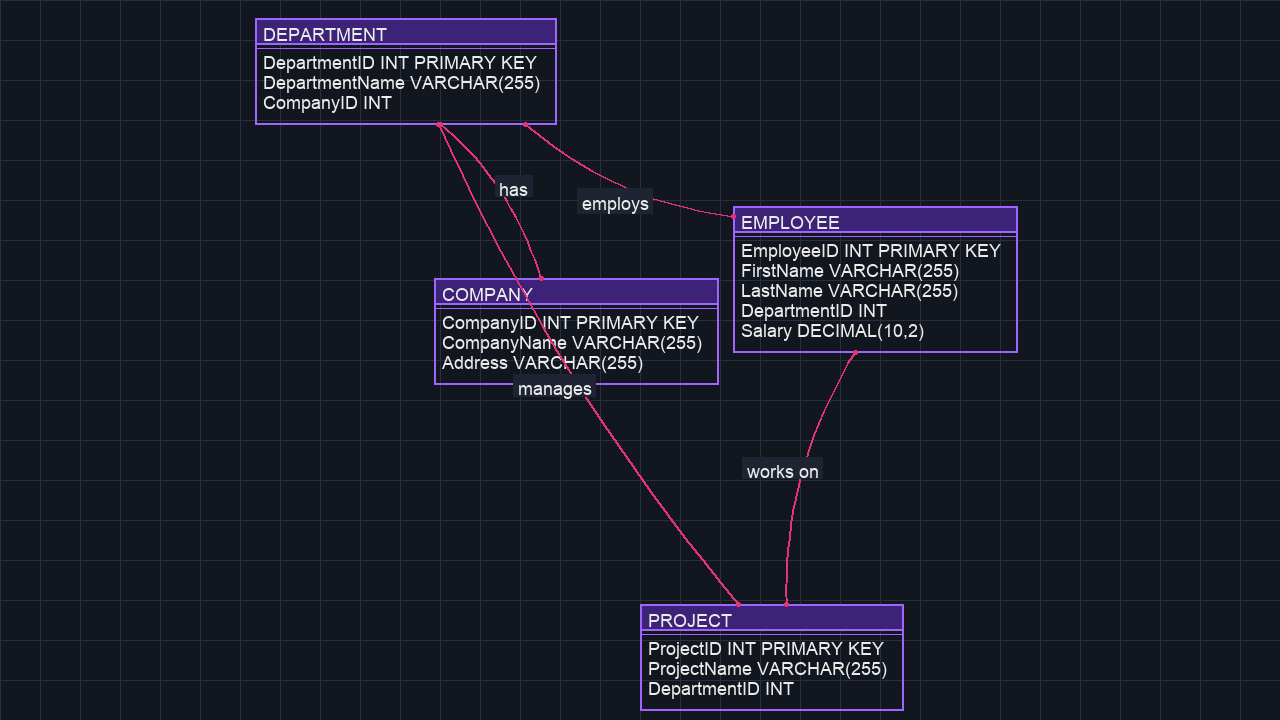 DEPARTMENT
DepartmentID INT PRIMARY KEY
DepartmentName VARCHAR(255)
CompanyID INT
has
employs
EMPLOYEE
EmployeeID INT PRIMARY KEY
FirstName VARCHAR(255)
LastName VARCHAR(255)
DepartmentID INT
Salary DECIMAL(10,2)
COMPANY
CompanyID INT PRIMARY KEY
CompanyName VARCHAR(255)
Address VARCHAR(255)
manages
works on
PROJECT
ProjectID INT PRIMARY KEY
ProjectName VARCHAR(255)
DepartmentID INT